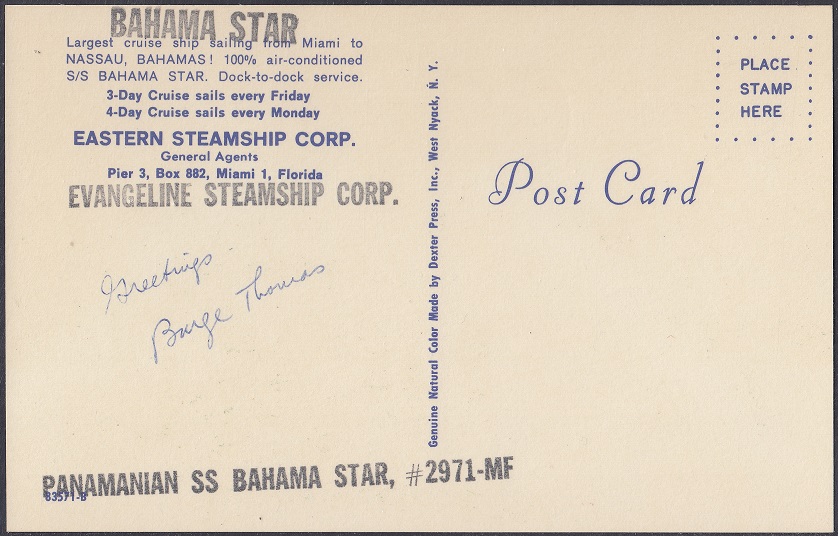 BAHAMA STAR
Largest cruise ship sailing from Miami to
NASSAU, BAHAMAS! 100% air-conditioned
S/S BAHAMA STAR. Dock-to-dock service.
3-Day Cruise sails every Friday
4-Day Cruise sails every Monday
EASTERN STEAMSHIP CORP.
General Agents
Pier 3, Box 882, Miami 1, Florida
EVANGELINE STEAMSHIP CORP.
Greetings
Barge Thomas
PANAMANIAN SS BAHAMA STAR, #2971-MF
83571-B
Genuine Natural Color Made by Dexter Press, Inc., West Nyack, N. Y.
Post Card
PLACE
STAMP
HERE